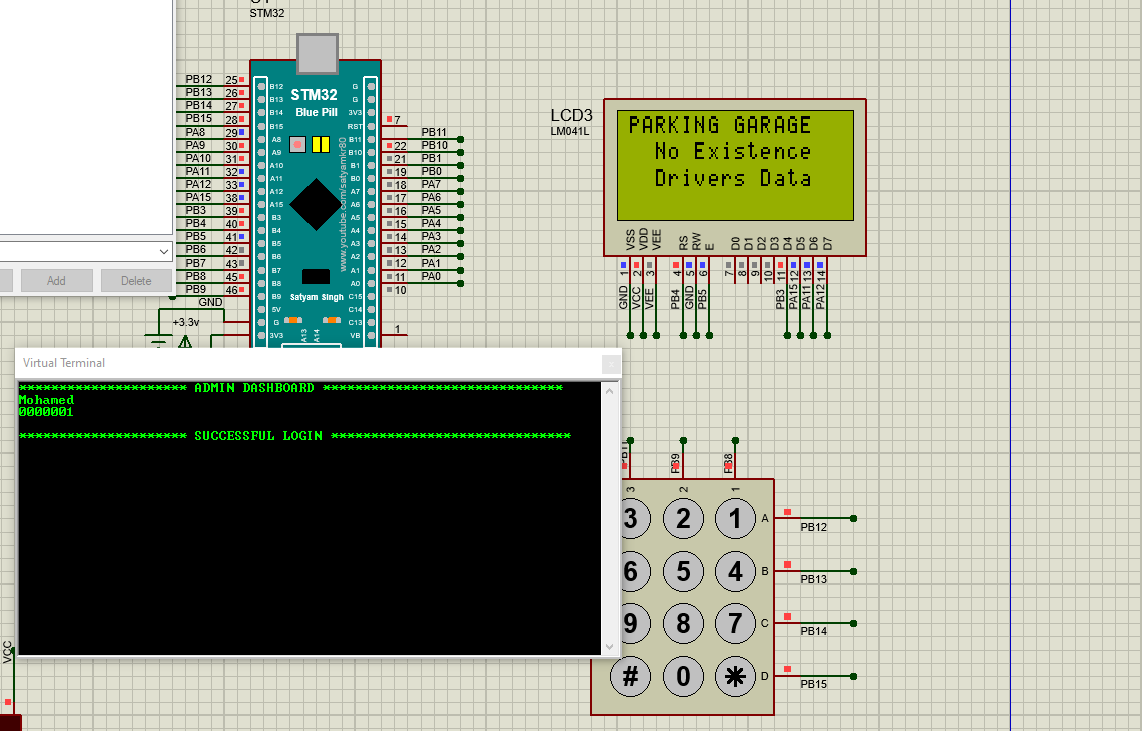 STM32
PB12 25
PB13 26
PB14 27
PB15 28
PA8 29
PA9 30
PA10 31
PA11 32
PA12 33
PA15 38
PB3 39
PB4 40
PB5 41
PB6 42
PB7 43
PB8 45
PB9 46
GND
+3.3v
Add
Delete
STM32
Blue Pill
B12
B13
B14
B15
A8
A9
A10
A11
A12
A15
B3
B4
B5
B6
B7
B8
B9
5V
G
3V3
G
G
3V3
RST
B11
B10
B1
B0
A7
A6
A5
A4
A3
A2
A1
A0
C15
C14
C13
VB
www.youtube.com/satyamkr80
Satyam Singh
A13
A14
7
PB11
22 PB10
21 PB1
19 PB0
18 PA7
17 PA6
16 PA5
15 PA4
14 PA3
13 PA2
12 PA1
11 PA0
10
1
LCD3
LM041L
PARKING GARAGE
No Existence
Drivers Data
VSS VDD VEE RS RW E D0 D1 D2 D3 D4 D5 D6 D7
1 2 3 4 5 6 7 8 9 10 11 12 13 14
GND VCC VEE PB4 GND PB5 PB3 PA15 PA11 PA12
Virtual Terminal
********************* ADMIN DASHBOARD ******************************
Mohamed
0000001
********************* SUCCESSFUL LOGIN ******************************
PB9 PB8
3 2 1
3 2 1 A PB12
6 5 4 B PB13
9 8 7 C PB14
# 0 * D PB15
VCC